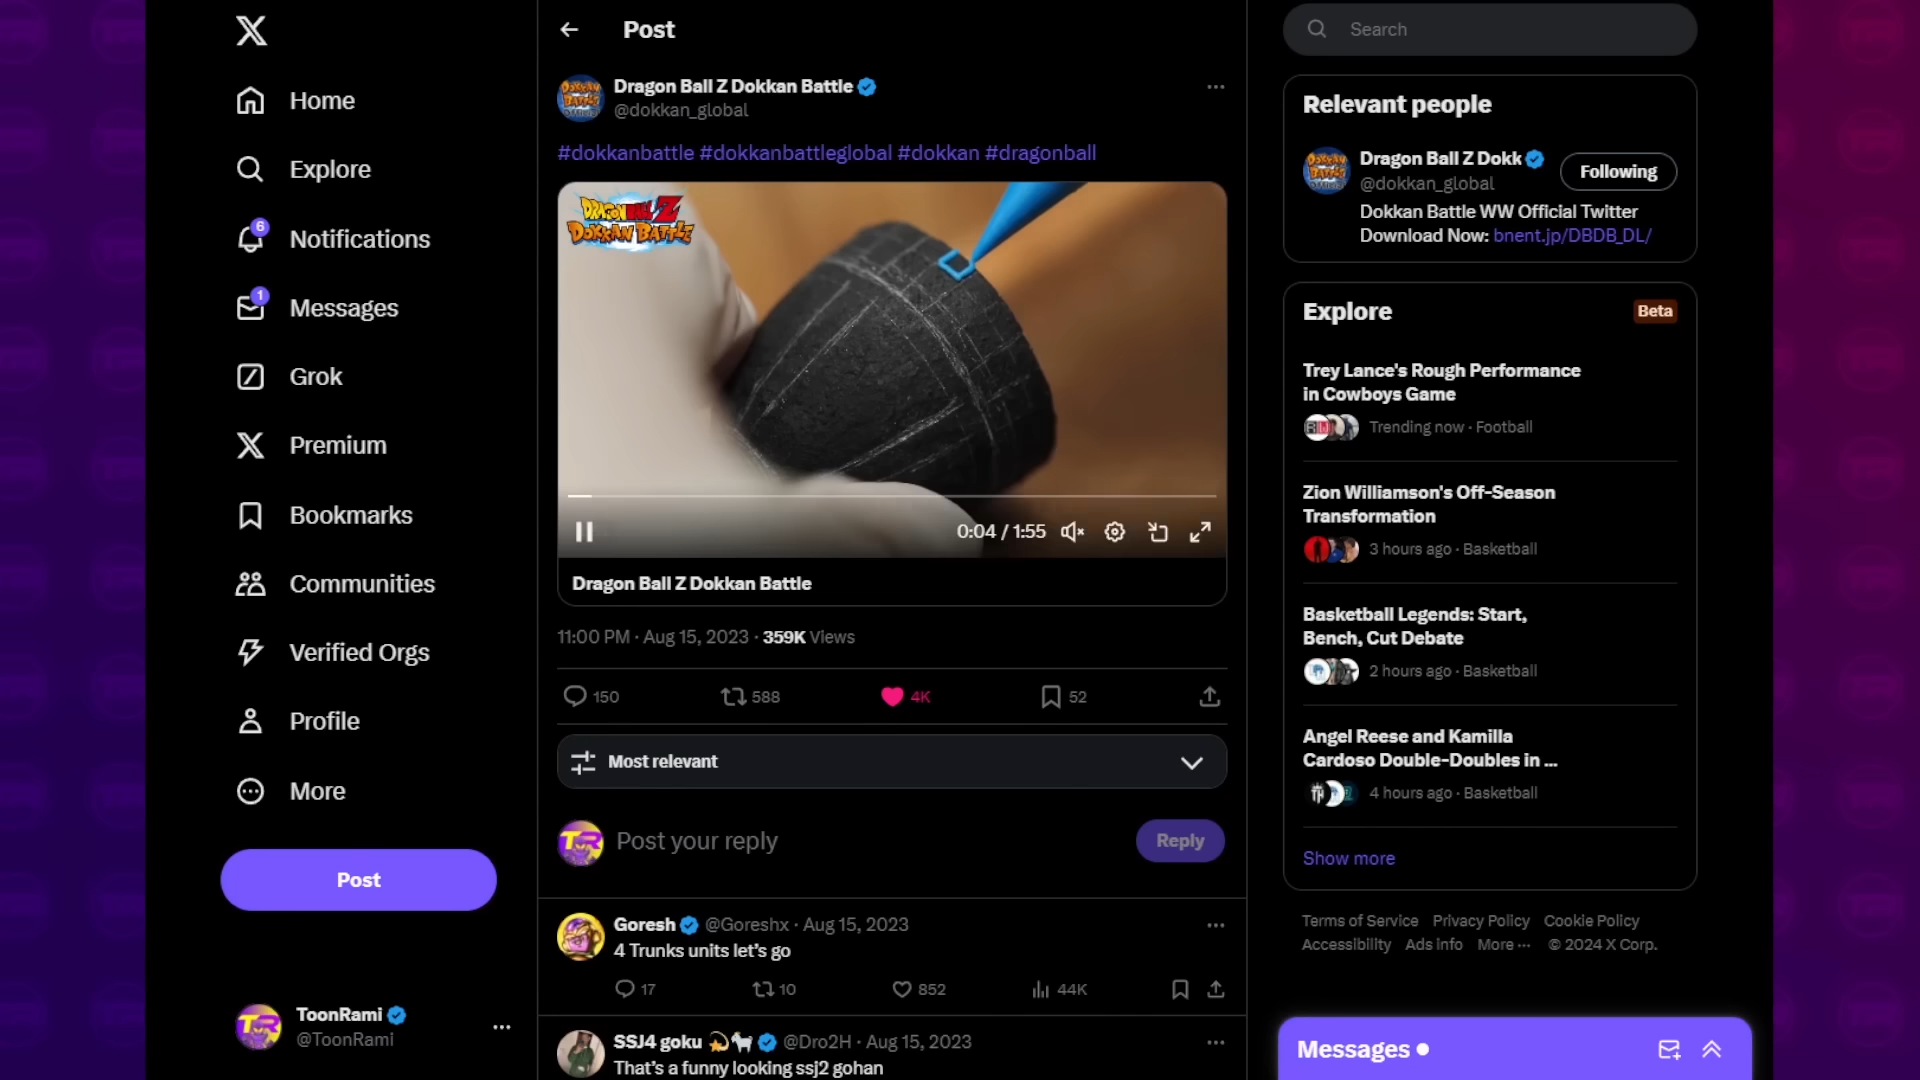 Home
Explore
6
Notifications
1
Messages
Grok
Premium
Bookmarks
Communities
Verified Orgs
Profile
More
Post
ToonRami
@ToonRami
Post
Dragon Ball Z Dokkan Battle
@dokkan_global
#dokkanbattle #dokkanbattleglobal #dokkan #dragonball
DRAGON BALL Z
DOKKAN BATTLE
0:04 / 1:55
Dragon Ball Z Dokkan Battle
11:00 PM · Aug 15, 2023 · 359K Views
150
588
4K
52
Most relevant
TR
Post your reply
Reply
Goresh @Goreshx · Aug 15, 2023
4 Trunks units let's go
17
10
852
44K
SSJ4 goku @Dro2H · Aug 15, 2023
That's a funny looking ssj2 gohan
Search
Relevant people
Dragon Ball Z Dokk
@dokkan_global
Following
Dokkan Battle WW Official Twitter
Download Now: bnent.jp/DBDB_DL/
Explore
Beta
Trey Lance's Rough Performance
in Cowboys Game
Trending now · Football
Zion Williamson's Off-Season
Transformation
3 hours ago · Basketball
Basketball Legends: Start,
Bench, Cut Debate
2 hours ago · Basketball
Angel Reese and Kamilla
Cardoso Double-Doubles in ...
4 hours ago · Basketball
Show more
Terms of Service Privacy Policy Cookie Policy
Accessibility Ads info More ··· © 2024 X Corp.
Messages